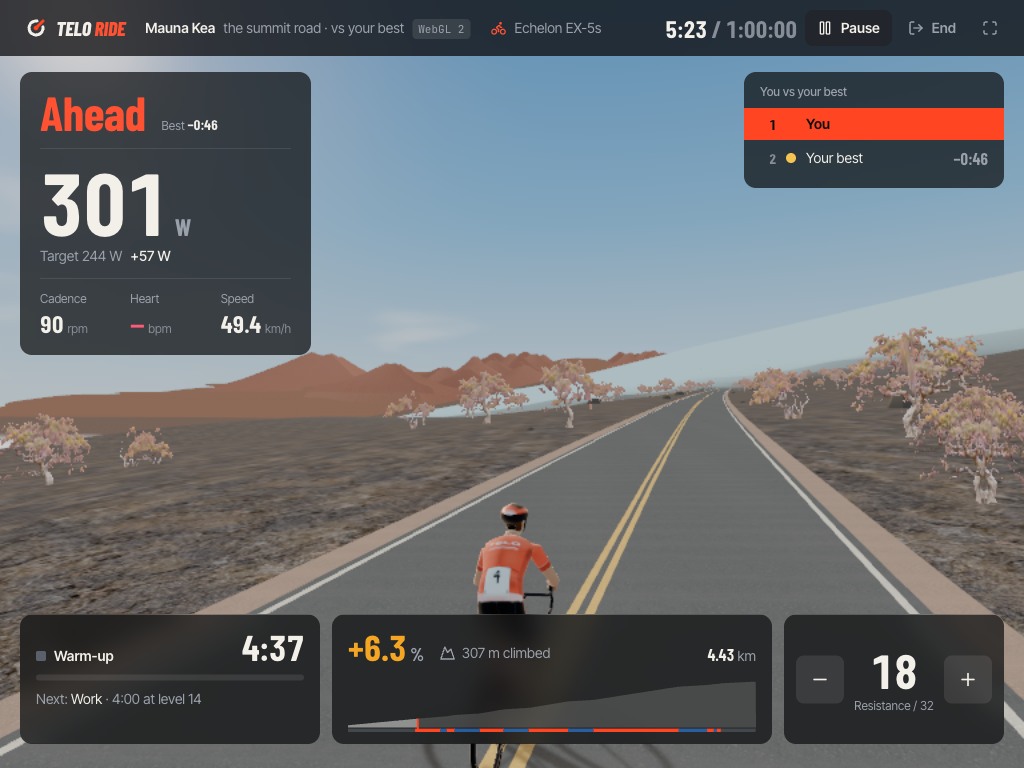 TELO RIDE
Mauna Kea the summit road · vs your best WebGL 2 Echelon EX-5s 5:23 / 1:00:00 Pause End
Ahead Best −0:46
301 W
Target 244 W +57 W
Cadence Heart Speed
90 rpm – bpm 49.4 km/h
You vs your best
1 You
2 Your best −0:46
4
Warm-up 4:37
Next: Work · 4:00 at level 14
+6.3 % 307 m climbed 4.43 km
− 18 +
Resistance / 32